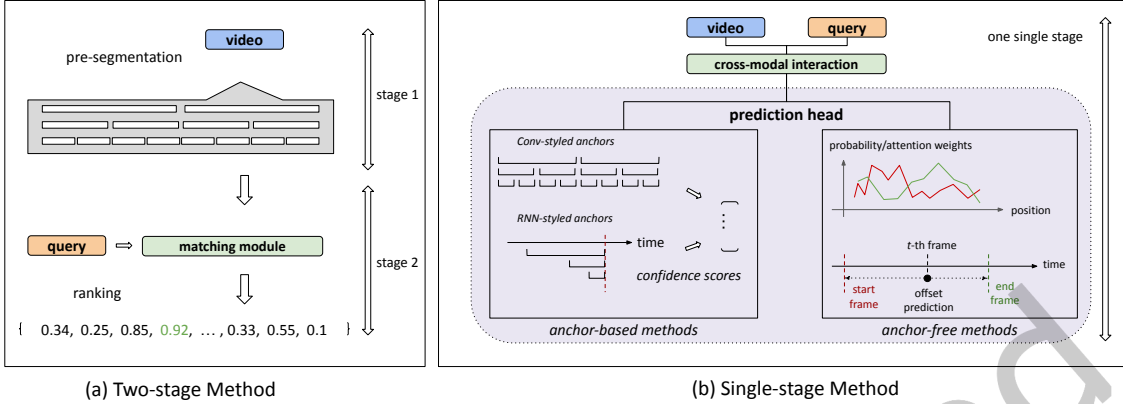 video
pre-segmentation
stage 1
query
matching module
stage 2
ranking
{ 0.34, 0.25, 0.85, 0.92, ... , 0.33, 0.55, 0.1 }
(a) Two-stage Method
video
query
one single stage
cross-modal interaction
prediction head
Conv-styled anchors
RNN-styled anchors
time
confidence scores
anchor-based methods
probability/attention weights
position
t-th frame
time
start
frame
offset
prediction
end
frame
anchor-free methods
(b) Single-stage Method